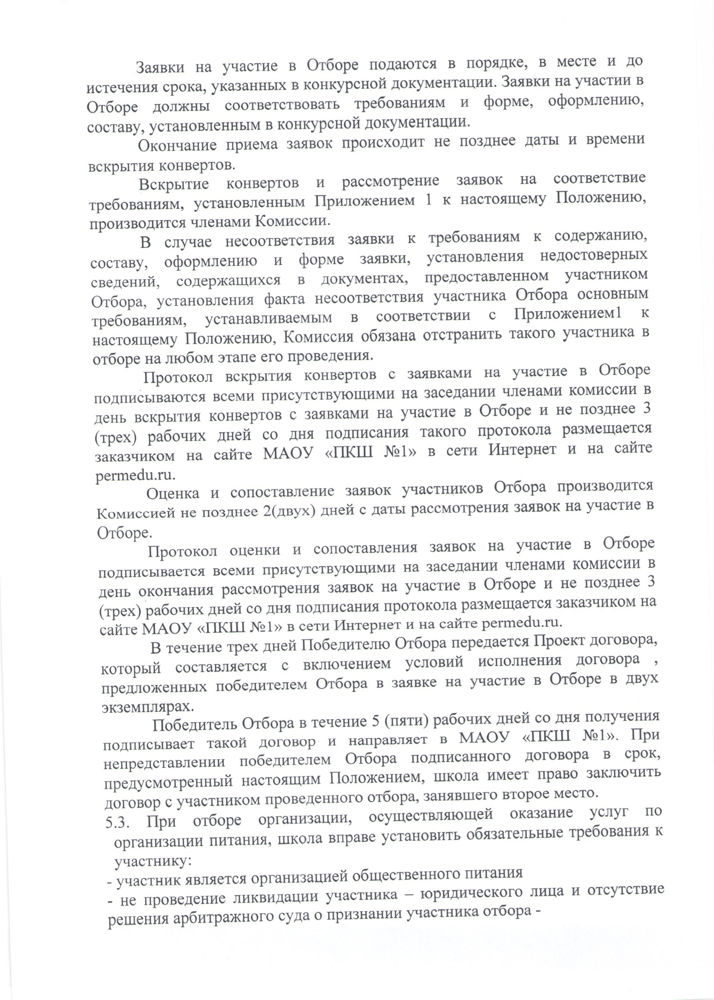 Заявки на участие в Отборе подаются в порядке, в месте и до
истечения срока, указанных в конкурсной документации. Заявки на участии в
Отборе должны соответствовать требованиям и форме, оформлению,
составу, установленным в конкурсной документации.
Окончание приема заявок происходит не позднее даты и времени
вскрытия конвертов.
Вскрытие конвертов и рассмотрение заявок на соответствие
требованиям, установленным Приложением 1 к настоящему Положению,
производится членами Комиссии.
В случае несоответствия заявки к требованиям к содержанию,
составу, оформлению и форме заявки, установления недостоверных
сведений, содержащихся в документах, предоставленном участником
Отбора, установления факта несоответствия участника Отбора основным
требованиям, устанавливаемым в соответствии с Приложением1 к
настоящему Положению, Комиссия обязана отстранить такого участника в
отборе на любом этапе его проведения.
Протокол вскрытия конвертов с заявками на участие в Отборе
подписываются всеми присутствующими на заседании членами комиссии в
день вскрытия конвертов с заявками на участие в Отборе и не позднее 3
(трех) рабочих дней со дня подписания такого протокола размещается
заказчиком на сайте МАОУ «ПКШ №1» в сети Интернет и на сайте
permedu.ru.
Оценка и сопоставление заявок участников Отбора производится
Комиссией не позднее 2(двух) дней с даты рассмотрения заявок на участие в
Отборе.
Протокол оценки и сопоставления заявок на участие в Отборе
подписывается всеми присутствующими на заседании членами комиссии в
день окончания рассмотрения заявок на участие в Отборе и не позднее 3
(трех) рабочих дней со дня подписания протокола размещается заказчиком на
сайте МАОУ «ПКШ №1» в сети Интернет и на сайте permedu.ru.
В течение трех дней Победителю Отбора передается Проект договора,
который составляется с включением условий исполнения договора ,
предложенных победителем Отбора в заявке на участие в Отборе в двух
экземплярах.
Победитель Отбора в течение 5 (пяти) рабочих дней со дня получения
подписывает такой договор и направляет в МАОУ «ПКШ №1». При
непредставлении победителем Отбора подписанного договора в срок,
предусмотренный настоящим Положением, школа имеет право заключить
договор с участником проведенного отбора, занявшего второе место.
5.3. При отборе организации, осуществляющей оказание услуг по
организации питания, школа вправе установить обязательные требования к
участнику:
- участник является организацией общественного питания
- не проведение ликвидации участника – юридического лица и отсутствие
решения арбитражного суда о признании участника отбора -